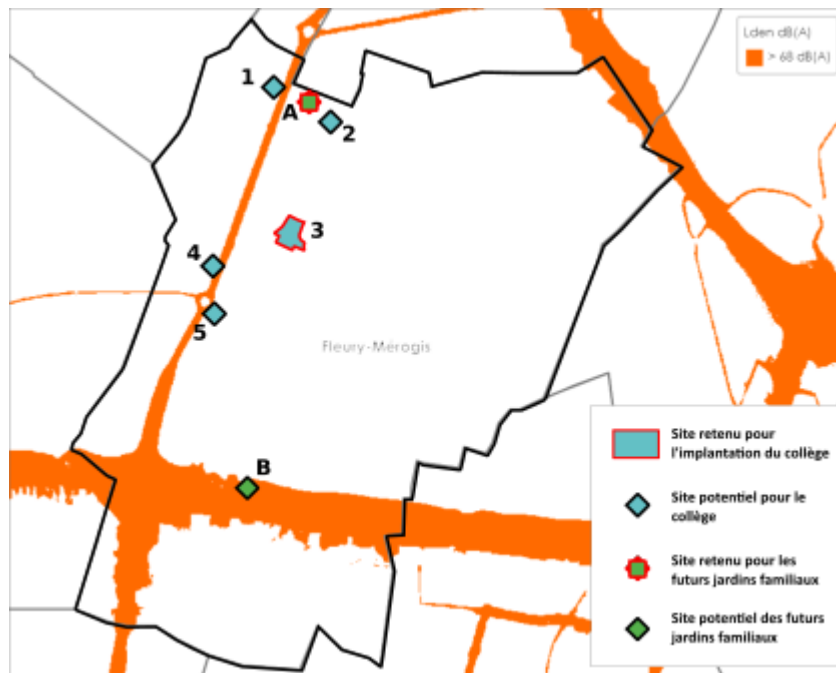 Lden dB(A)
> 68 dB(A)
1
A
2
3
4
5
Fleury-Mérogis
B
Site retenu pour
l'implantation du collège
Site potentiel pour le
collège
Site retenu pour les
futurs jardins familiaux
Site potentiel des futurs
jardins familiaux